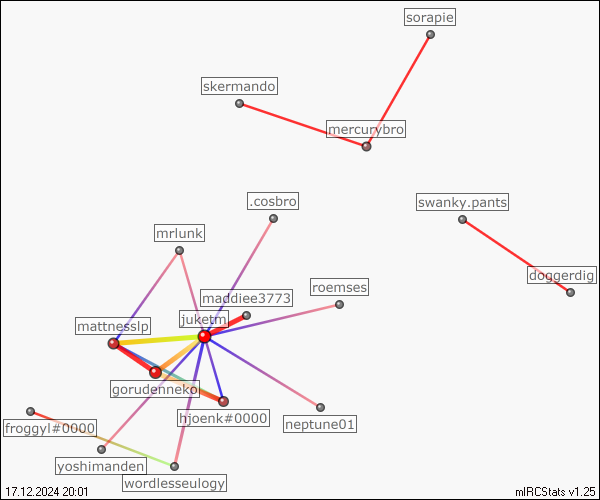 sorapie
skermando
mercurybro
.cosbro
swanky.pants
mrlunk
doggerdig
maddiee3773
roemses
juketn
mattnesslp
gorudenneko
hjoenk#0000
neptune01
froggyl#0000
yoshimanden
wordlesseulogy
17.12.2024 20:01
mIRCStats v1.25